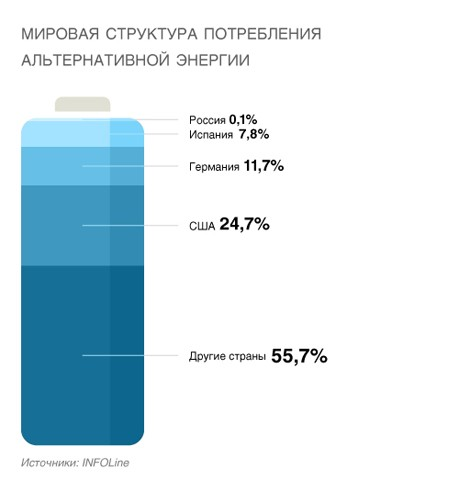 МИРОВАЯ СТРУКТУРА ПОТРЕБЛЕНИЯ
АЛЬТЕРНАТИВНОЙ ЭНЕРГИИ
Россия 0,1%
Испания 7,8%
Германия 11,7%
США 24,7%
Другие страны 55,7%
Источники: INFOLine